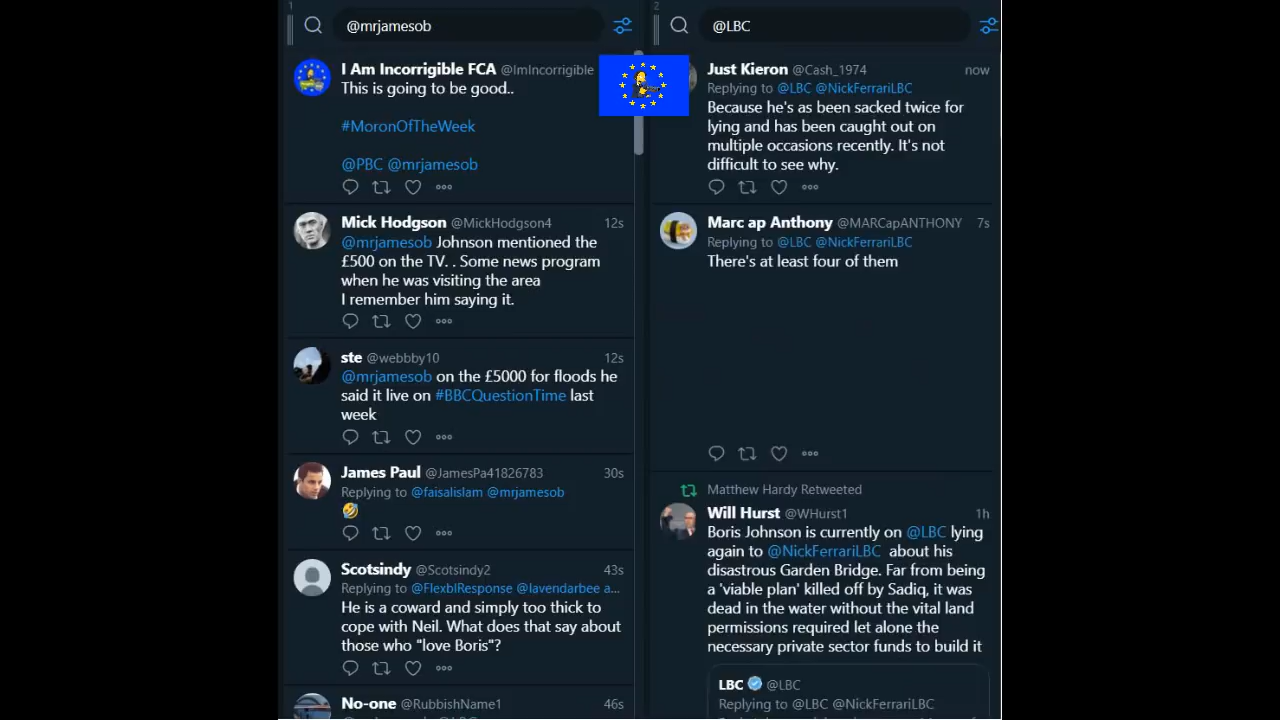 1
@mrjamesob
I Am Incorrigible FCA @ImIncorrigible
This is going to be good..
#MoronOfTheWeek
@PBC @mrjamesob
Mick Hodgson @MickHodgson4 12s
@mrjamesob Johnson mentioned the
£500 on the TV. . Some news program
when he was visiting the area
I remember him saying it.
ste @webbby10 12s
@mrjamesob on the £5000 for floods he
said it live on #BBCQuestionTime last
week
James Paul @JamesPa41826783 30s
Replying to @faisalislam @mrjamesob
🤣
Scotsindy @Scotsindy2 43s
Replying to @FlexblResponse @lavendarbee a...
He is a coward and simply too thick to
cope with Neil. What does that say about
those who "love Boris"?
No-one @RubbishName1 46s
2
@LBC
Just Kieron @Cash_1974 now
Replying to @LBC @NickFerrariLBC
Because he's as been sacked twice for
lying and has been caught out on
multiple occasions recently. It's not
difficult to see why.
Marc ap Anthony @MARCapANTHONY 7s
Replying to @LBC @NickFerrariLBC
There's at least four of them
Matthew Hardy Retweeted
Will Hurst @WHurst1 1h
Boris Johnson is currently on @LBC lying
again to @NickFerrariLBC about his
disastrous Garden Bridge. Far from being
a 'viable plan' killed off by Sadiq, it was
dead in the water without the vital land
permissions required let alone the
necessary private sector funds to build it
LBC @LBC
Replying to @LBC @NickFerrariLBC